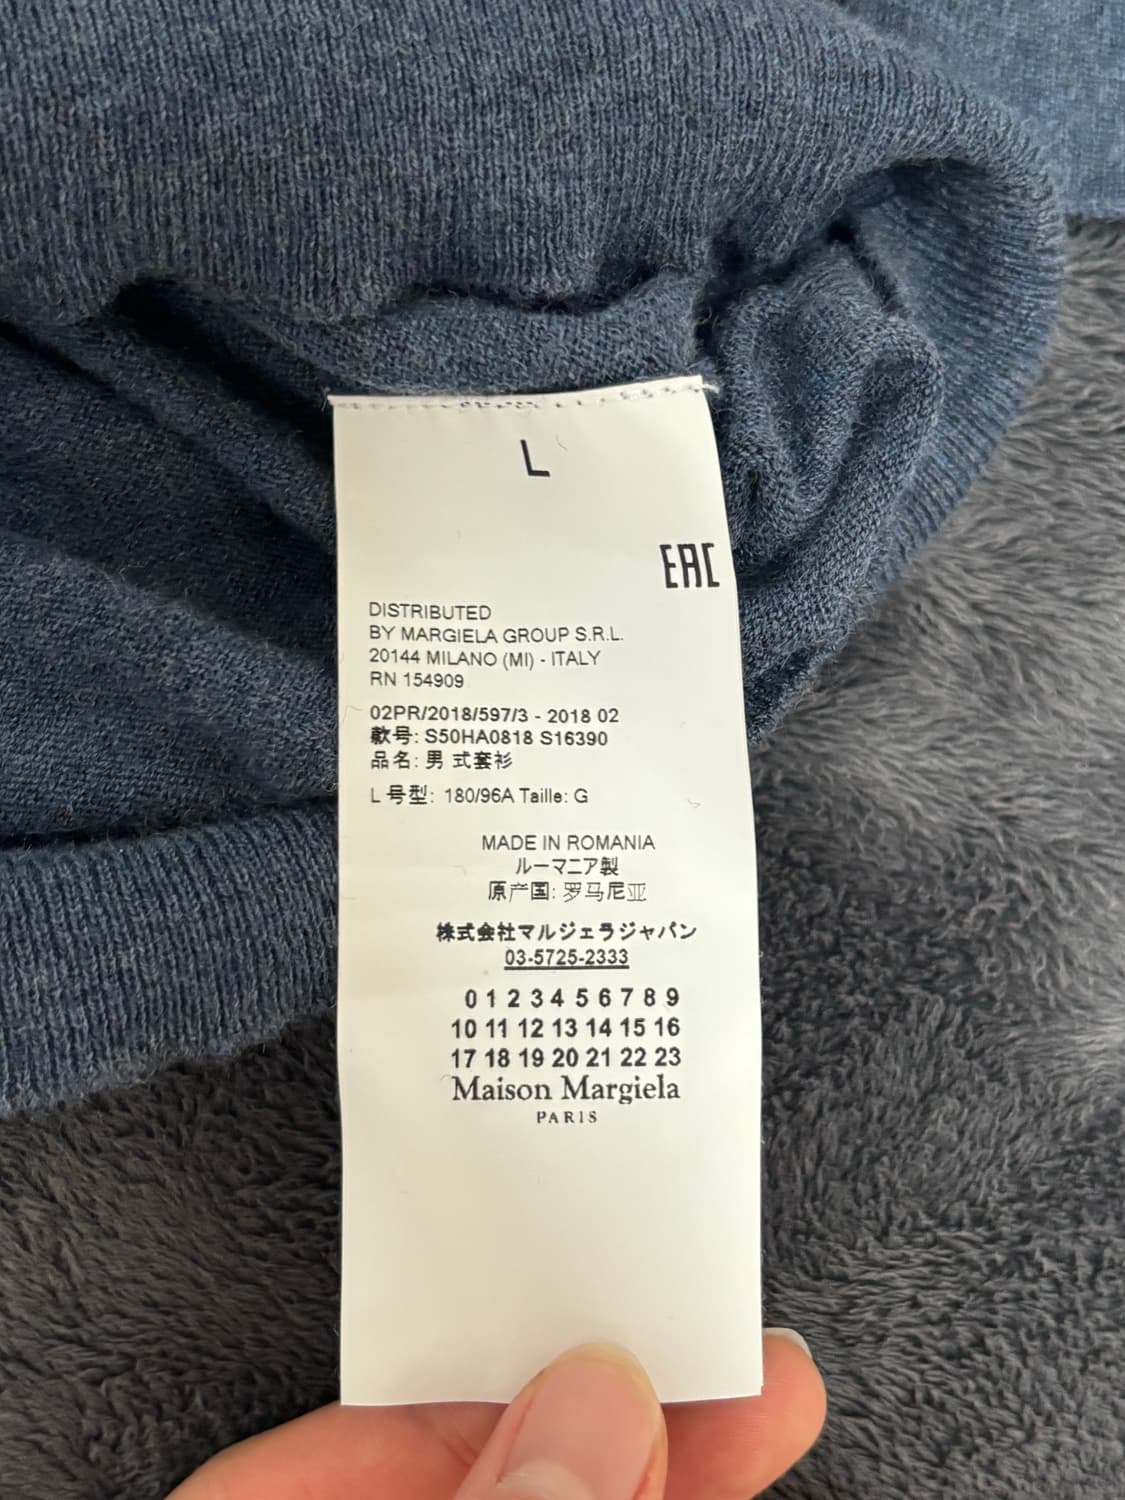 L
EAC
DISTRIBUTED
BY MARGIELA GROUP S.R.L.
20144 MILANO (MI) - ITALY
RN 154909
02PR/2018/597/3 - 2018 02
款号: S50HA0818 S16390
品名: 男 式套衫
L 号型: 180/96A Taille: G
MADE IN ROMANIA
ルーマニア製
原产国: 罗马尼亚
株式会社マルジェラジャパン
03-5725-2333
0 1 2 3 4 5 6 7 8 9
10 11 12 13 14 15 16
17 18 19 20 21 22 23
Maison Margiela
PARIS